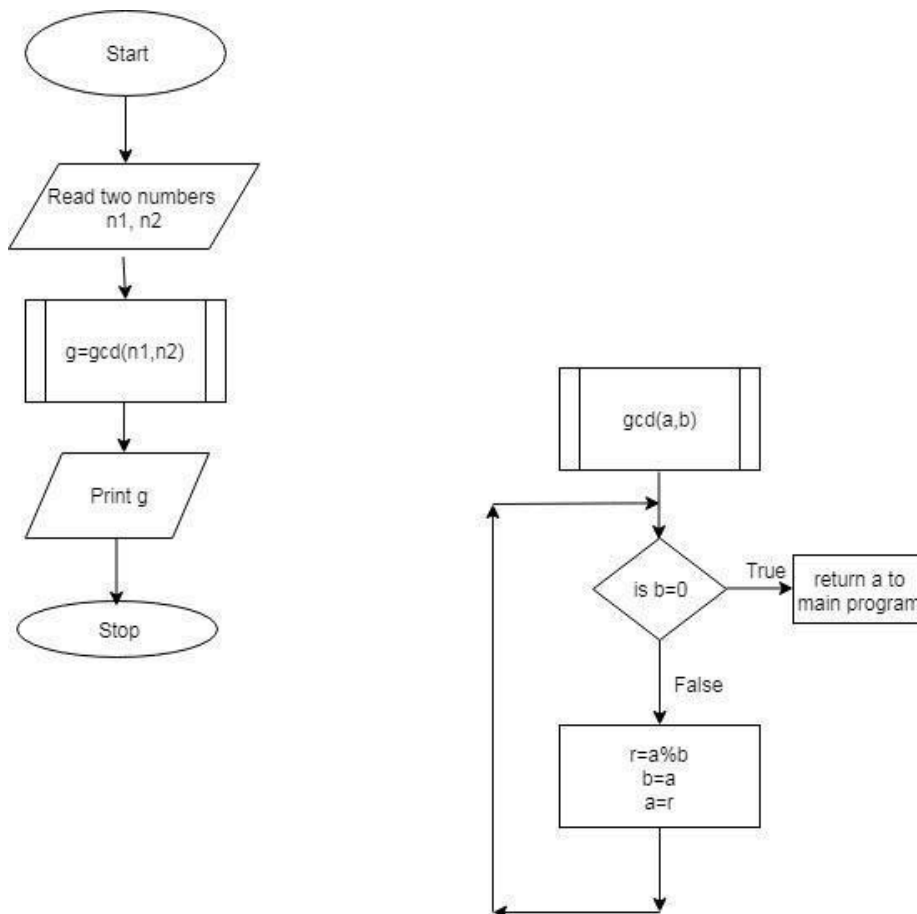 Start
Read two numbers
n1, n2
g=gcd(n1,n2)
Print g
Stop
gcd(a,b)
is b=0
True
return a to
main program
False
r=a%b
b=a
a=r